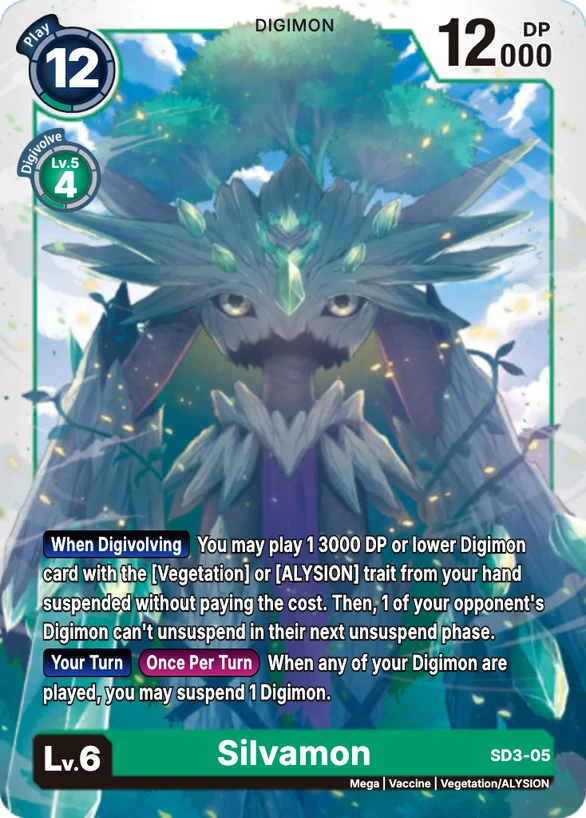 DIGIMON
Play
12
12000
DP
Digivolve
Lv.5
4
When Digivolving You may play 1 3000 DP or lower Digimon
card with the [Vegetation] or [ALYSION] trait from your hand
suspended without paying the cost. Then, 1 of your opponent's
Digimon can't unsuspend in their next unsuspend phase.
Your Turn Once Per Turn When any of your Digimon are
played, you may suspend 1 Digimon.
Lv.6
Silvamon
SD3-05
Mega | Vaccine | Vegetation/ALYSION